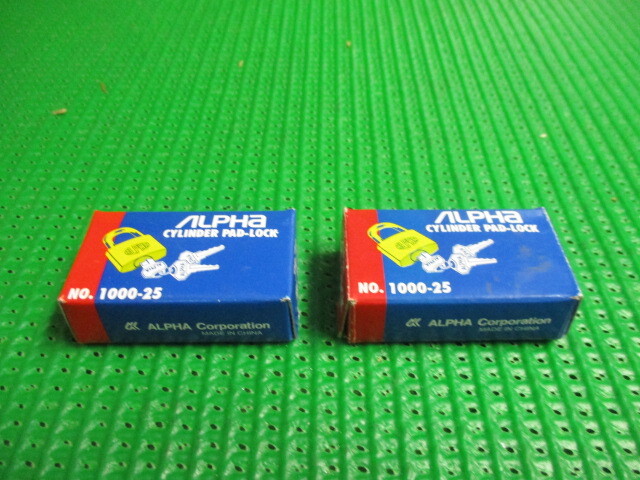 ALPHA
CYLINDER PAD-LOCK
NO. 1000-25
ALPHA Corporation
MADE IN CHINA
ALPHA
CYLINDER PAD-LOCK
NO. 1000-25
ALPHA Corporation
MADE IN CHINA